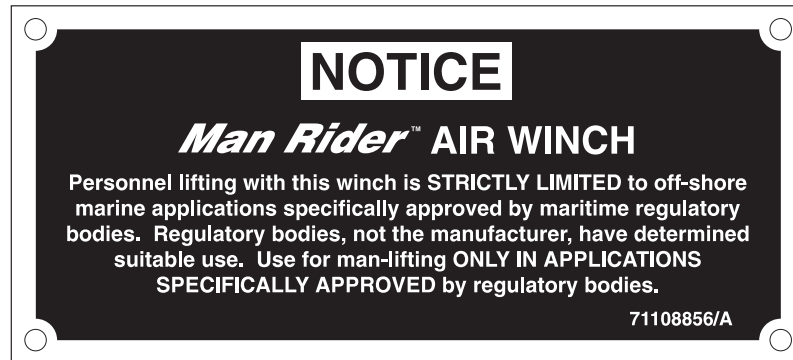 NOTICE
Man Rider™ AIR WINCH
Personnel lifting with this winch is STRICTLY LIMITED to off-shore
marine applications specifically approved by maritime regulatory
bodies.  Regulatory bodies, not the manufacturer, have determined
suitable use.  Use for man-lifting ONLY IN APPLICATIONS
SPECIFICALLY APPROVED by regulatory bodies.
71108856/A